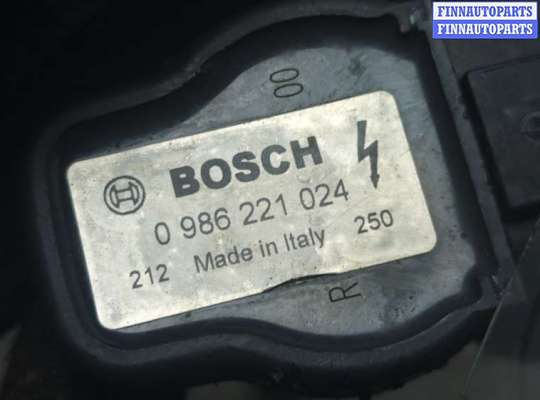 FINNAUTOPARTS
FINNAUTOPARTS
00
BOSCH
0 986 221 024
212 Made in Italy 250
R